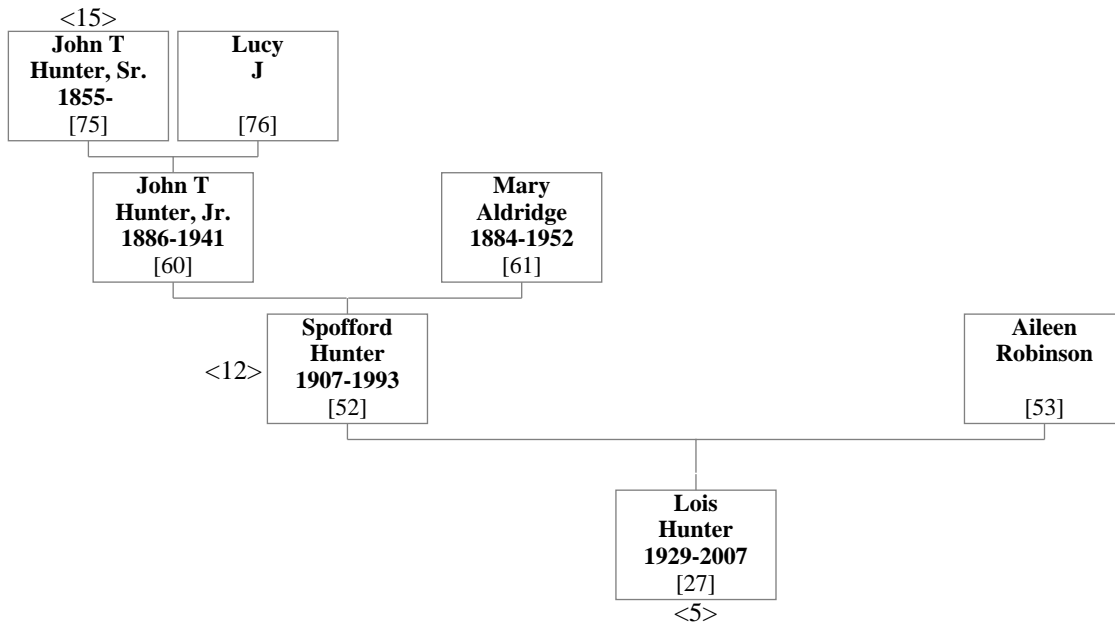 <15>
John T
Hunter, Sr.
1855-
[75]
Lucy
J
[76]
John T
Hunter, Jr.
1886-1941
[60]
Mary
Aldridge
1884-1952
[61]
<12>
Spofford
Hunter
1907-1993
[52]
Aileen
Robinson
[53]
Lois
Hunter
1929-2007
[27]
<5>